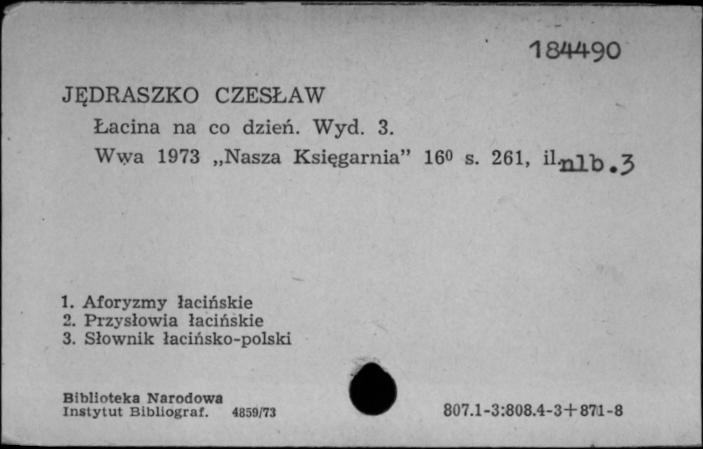 184490
JĘDRASZKO CZESŁAW
Łacina na co dzień. Wyd. 3.
Wwa 1973 „Nasza Księgarnia” 16⁰ s. 261, il. nlb.3
1. Aforyzmy łacińskie
2. Przysłowia łacińskie
3. Słownik łacińsko-polski
Biblioteka Narodowa
Instytut Bibliograf. 4859/73
807.1-3:808.4-3+871-8